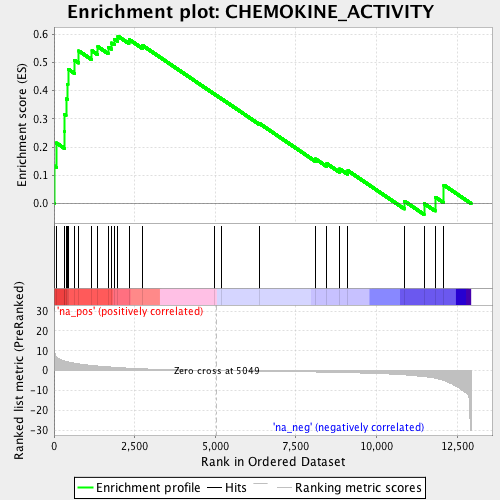 Enrichment plot: CHEMOKINE_ACTIVITY
Enrichment score (ES)
0.6
0.5
0.4
0.3
0.2
0.1
0.0
Ranked list metric (PreRanked)
30
20
10
0
-10
-20
-30
'na_pos' (positively correlated)
Zero cross at 5049
'na_neg' (negatively correlated)
0
2,500
5,000
7,500
10,000
12,500
Rank in Ordered Dataset
Enrichment profile
Hits
Ranking metric scores